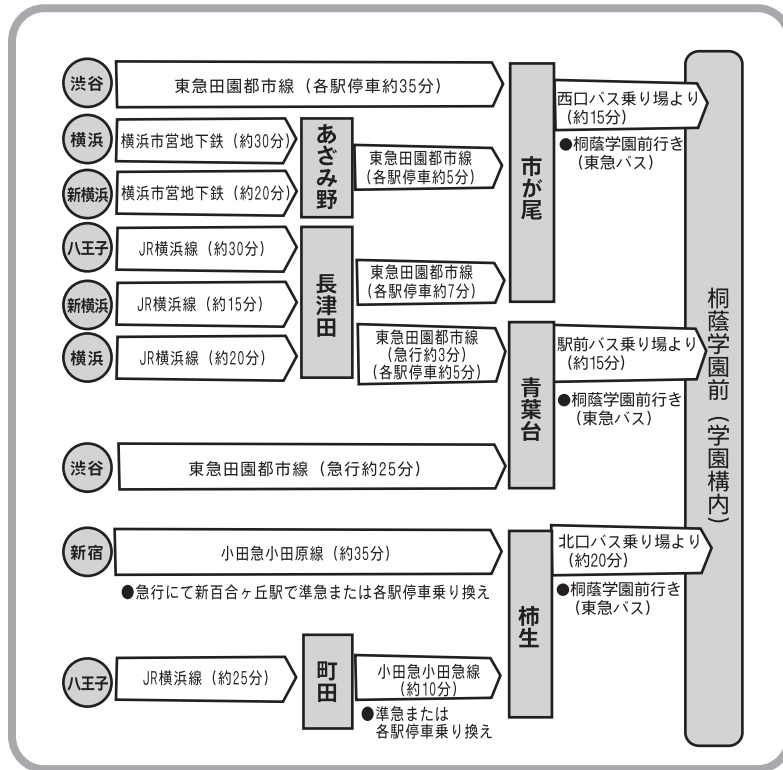 渋谷
東急田園都市線（各駅停車約35分）
横浜
横浜市営地下鉄（約30分）
新横浜
横浜市営地下鉄（約20分）
あざみ野
東急田園都市線
（各駅停車約5分）
市が尾
西口バス乗り場より
（約15分）
●桐蔭学園前行き
（東急バス）
八王子
JR横浜線（約30分）
新横浜
JR横浜線（約15分）
横浜
JR横浜線（約20分）
長津田
東急田園都市線
（各駅停車約7分）
東急田園都市線
（急行約3分）
（各駅停車約5分）
青葉台
駅前バス乗り場より
（約15分）
●桐蔭学園前行き
（東急バス）
渋谷
東急田園都市線（急行約25分）
新宿
小田急小田原線（約35分）
●急行にて新百合ヶ丘駅で準急または各駅停車乗り換え
柿生
北口バス乗り場より
（約20分）
●桐蔭学園前行き
（東急バス）
八王子
JR横浜線（約25分）
町田
小田急小田急線
（約10分）
●準急または
各駅停車乗り換え
桐蔭学園前（学園構内）